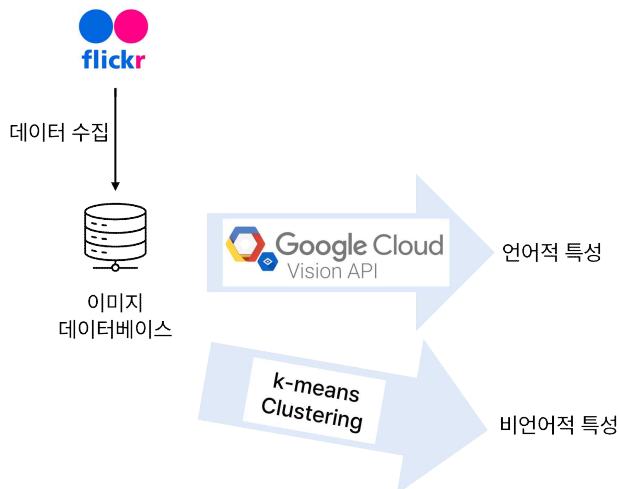 flickr
데이터 수집
이미지
데이터베이스
Google Cloud
Vision API
언어적 특성
k-means
Clustering
비언어적 특성